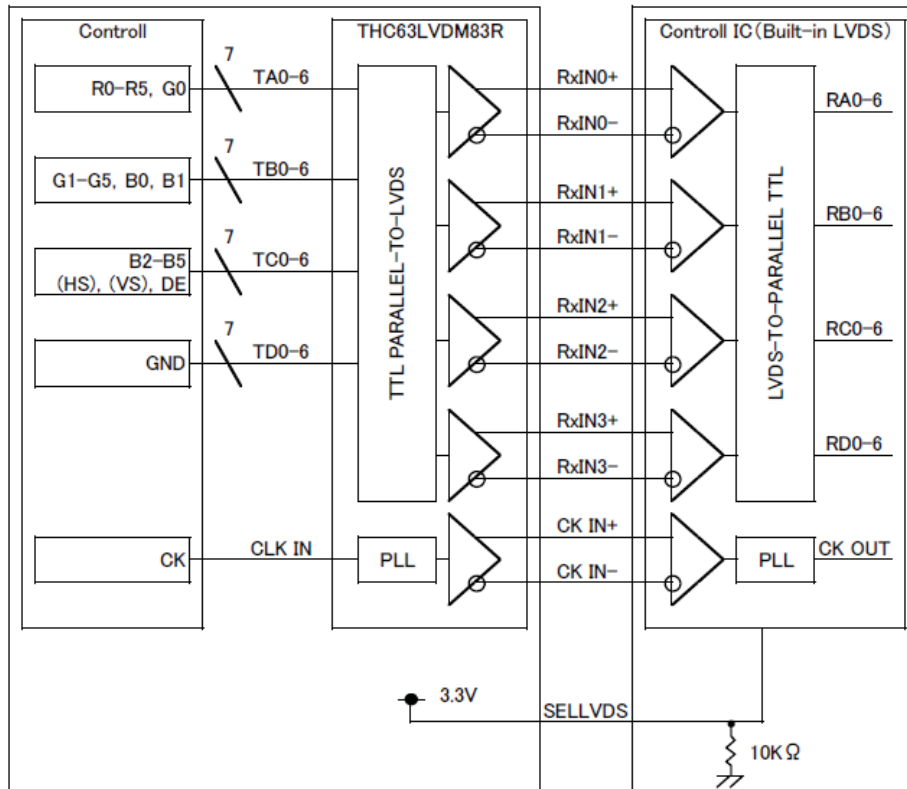 Controll
THC63LVDM83R
Controll IC(Built-in LVDS)
R0-R5, G0
7
TA0-6
RxIN0+
RxIN0-
RA0-6
G1-G5, B0, B1
7
TB0-6
RxIN1+
RxIN1-
RB0-6
B2-B5
(HS), (VS), DE
7
TC0-6
RxIN2+
RxIN2-
RC0-6
GND
7
TD0-6
RxIN3+
RxIN3-
RD0-6
TTL PARALLEL-TO-LVDS
LVDS-TO-PARALLEL TTL
CK
CLK IN
PLL
CK IN+
CK IN-
PLL
CK OUT
3.3V
SELLVDS
10KΩ